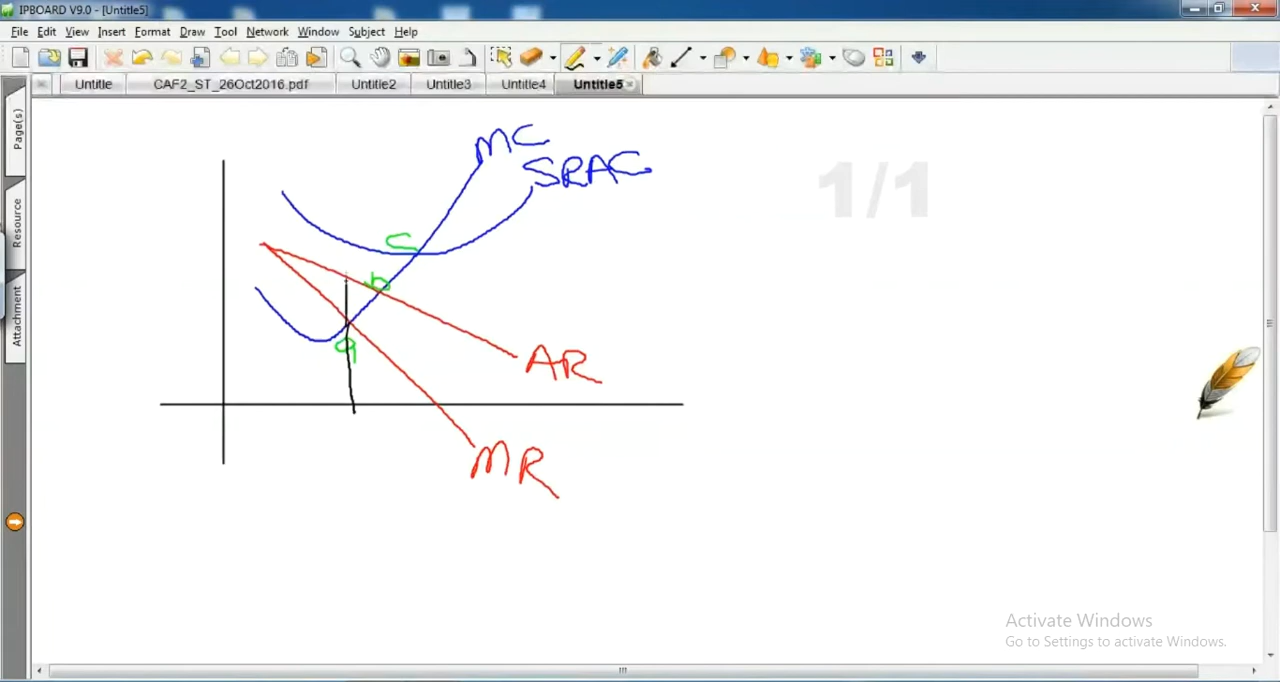 IPBOARD V9.0 - [Untitle5]
File Edit View Insert Format Draw Tool Network Window Subject Help
Untitle CAF2_ST_26Oct2016.pdf Untitle2 Untitle3 Untitle4 Untitle5
Page(s)
Resource
Attachment
1/1
MC
SRAC
c
b
a
AR
MR
Activate Windows
Go to Settings to activate Windows.